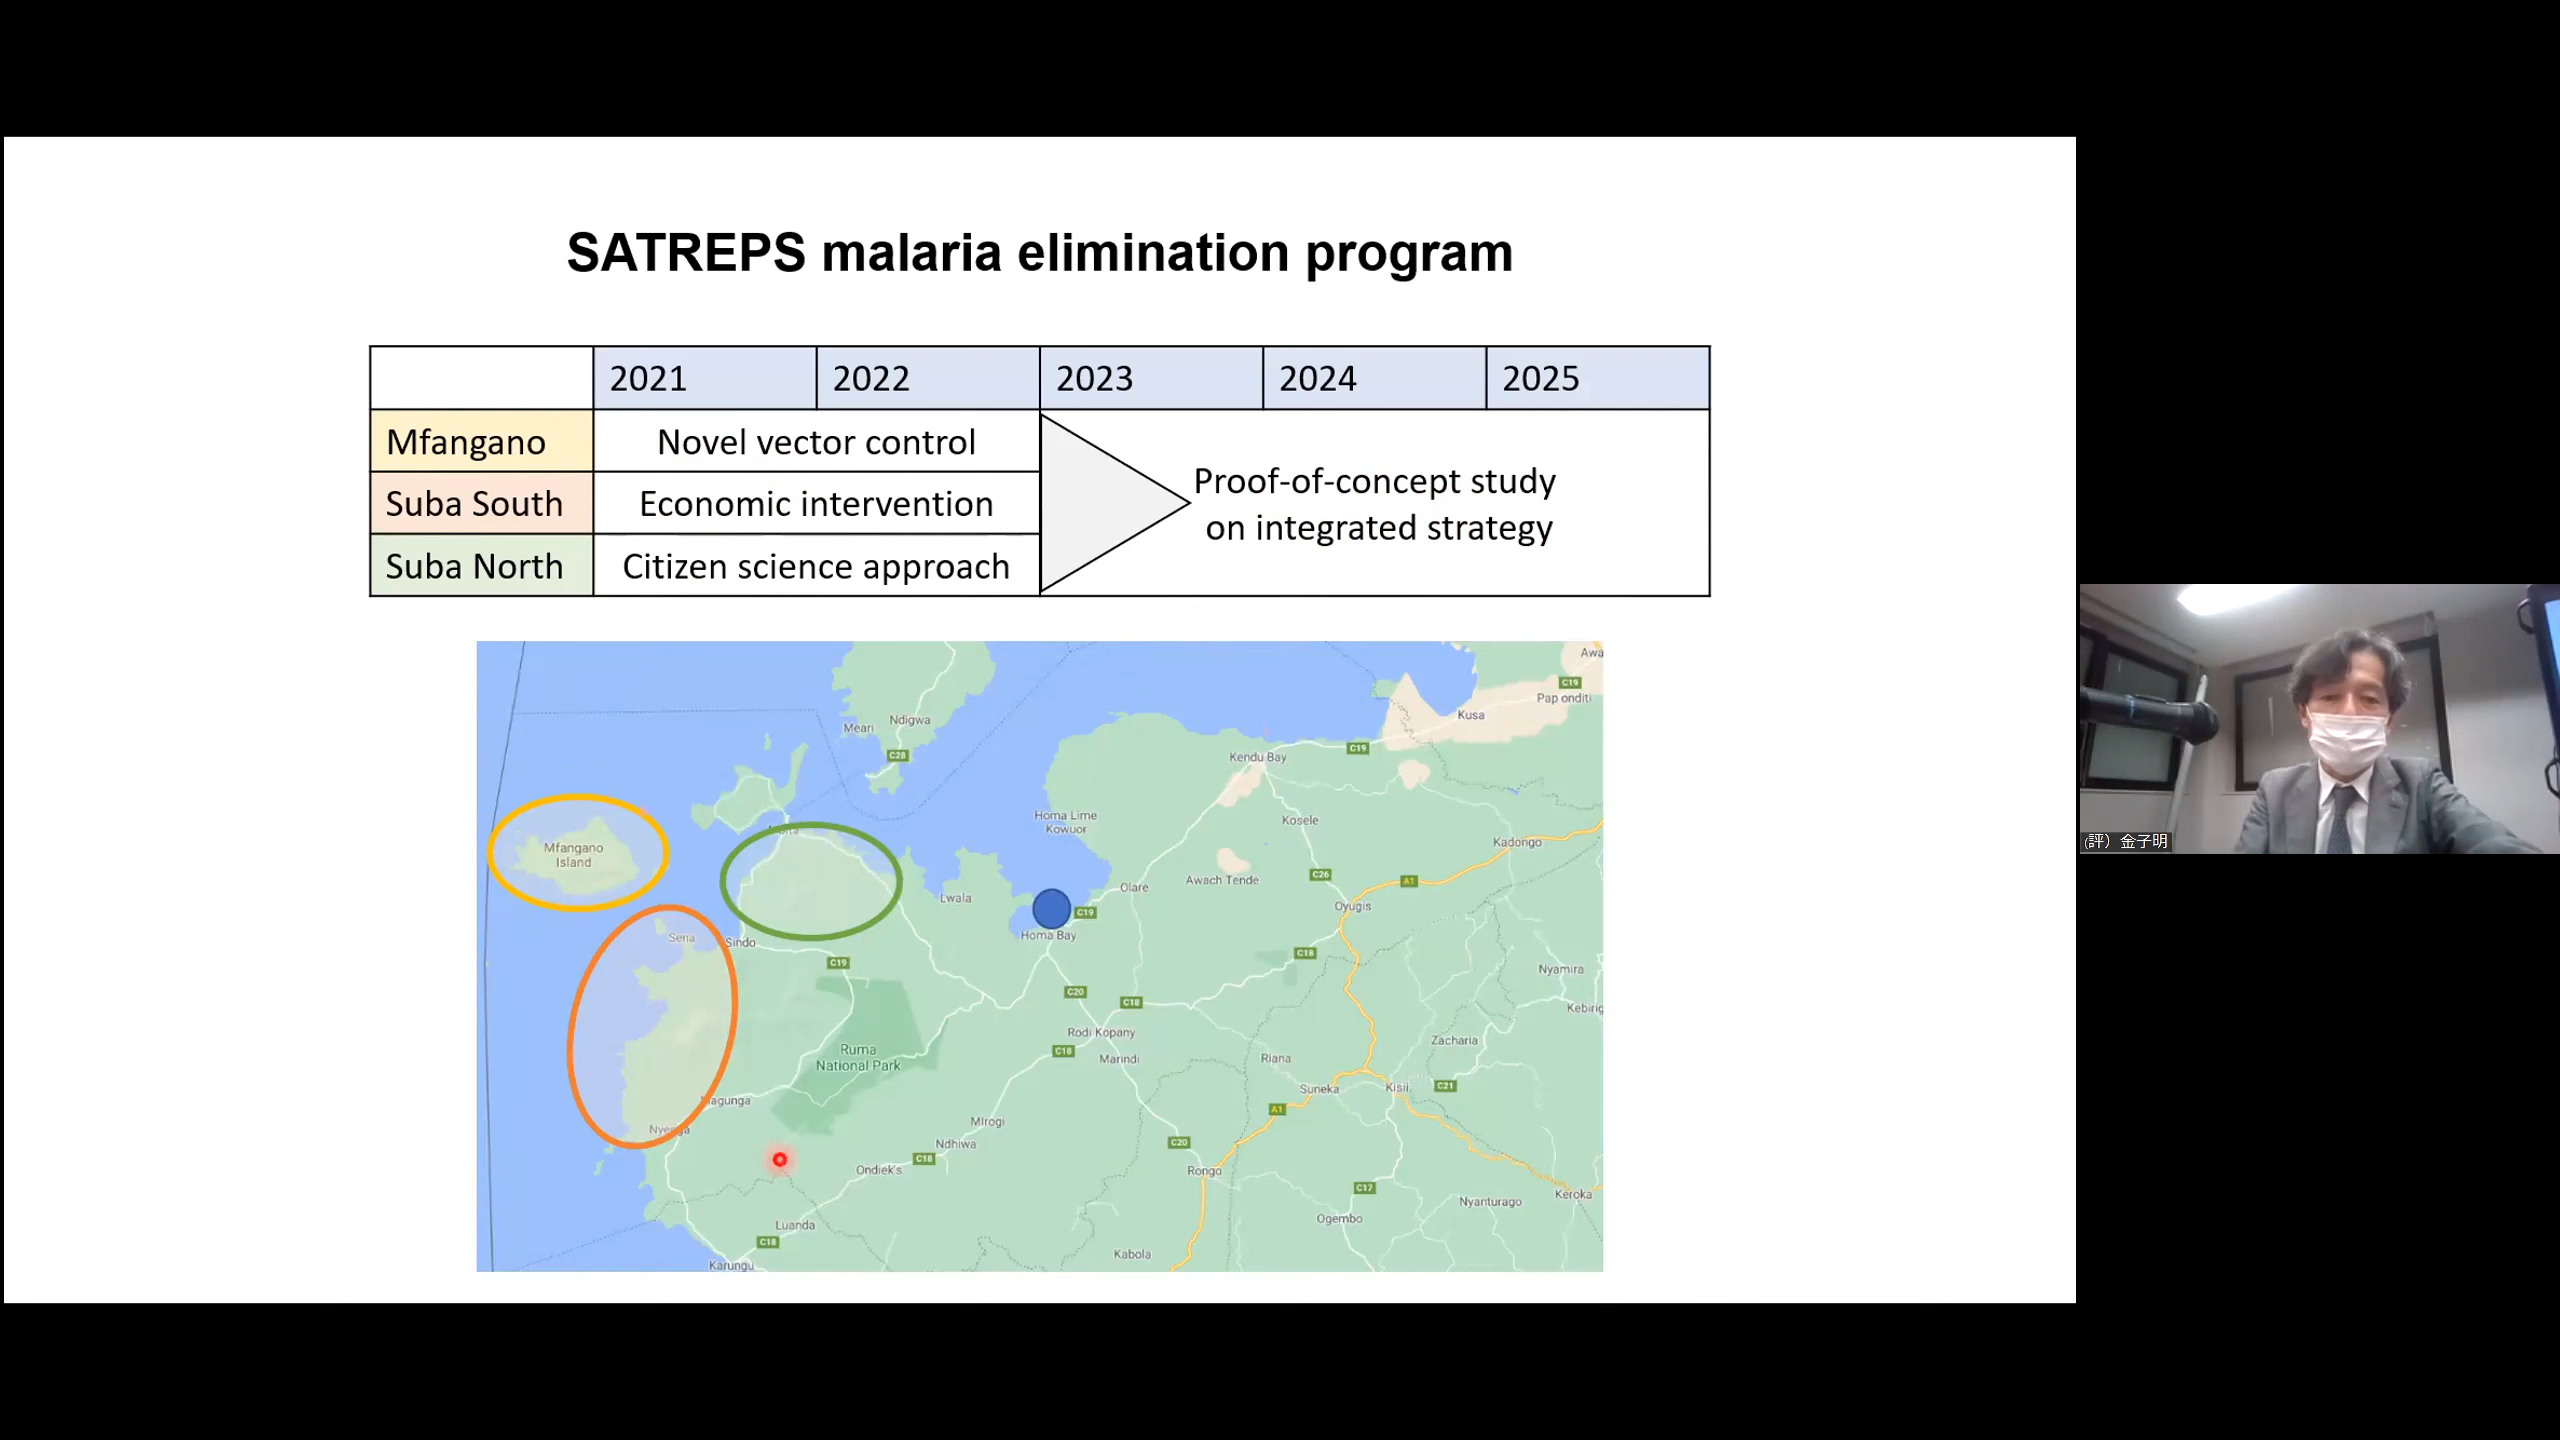 SATREPS malaria elimination program
2021 2022 2023 2024 2025
Mfangano Novel vector control
Suba South Economic intervention
Suba North Citizen science approach
Proof-of-concept study
on integrated strategy
Awa
C19
Pap onditi
Kusa
Ndigwa
Meari
C28
C19
Kendu Bay
Homa Lime
Kowuor
Kosele
Kadongo
Mfangano
Island
Awach Tende
C26
A1
Olare
Lwala
Oyugis
C19
Homa Bay
Sena
Sindo
C19
C18
Nyamira
C20
C18
Kebirig
Rodi Kopany
Zacharia
Ruma
National Park
C18
Marindi
Riana
Suneka
Kisii
C21
Magunga
A1
Mirogi
Nyenga
Ndhiwa
C20
C18
Ondiek's
Rongo
C17
Keroka
Nyanturago
Luanda
Ogembo
C18
Kabola
Karungu
(評）金子明